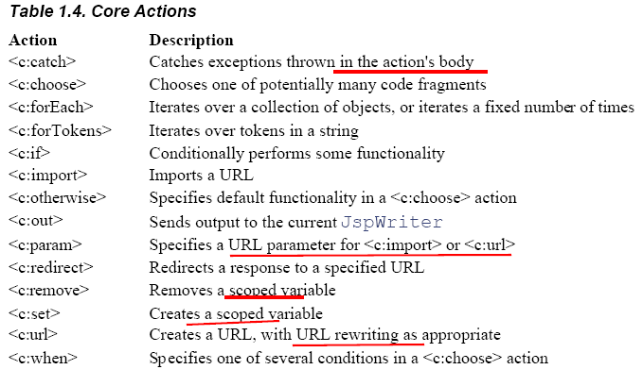 Table 1.4. Core Actions
Action Description
<c:catch> Catches exceptions thrown in the action's body
<c:choose> Chooses one of potentially many code fragments
<c:forEach> Iterates over a collection of objects, or iterates a fixed number of times
<c:forTokens> Iterates over tokens in a string
<c:if> Conditionally performs some functionality
<c:import> Imports a URL
<c:otherwise> Specifies default functionality in a <c:choose> action
<c:out> Sends output to the current JspWriter
<c:param> Specifies a URL parameter for <c:import> or <c:url>
<c:redirect> Redirects a response to a specified URL
<c:remove> Removes a scoped variable
<c:set> Creates a scoped variable
<c:url> Creates a URL, with URL rewriting as appropriate
<c:when> Specifies one of several conditions in a <c:choose> action